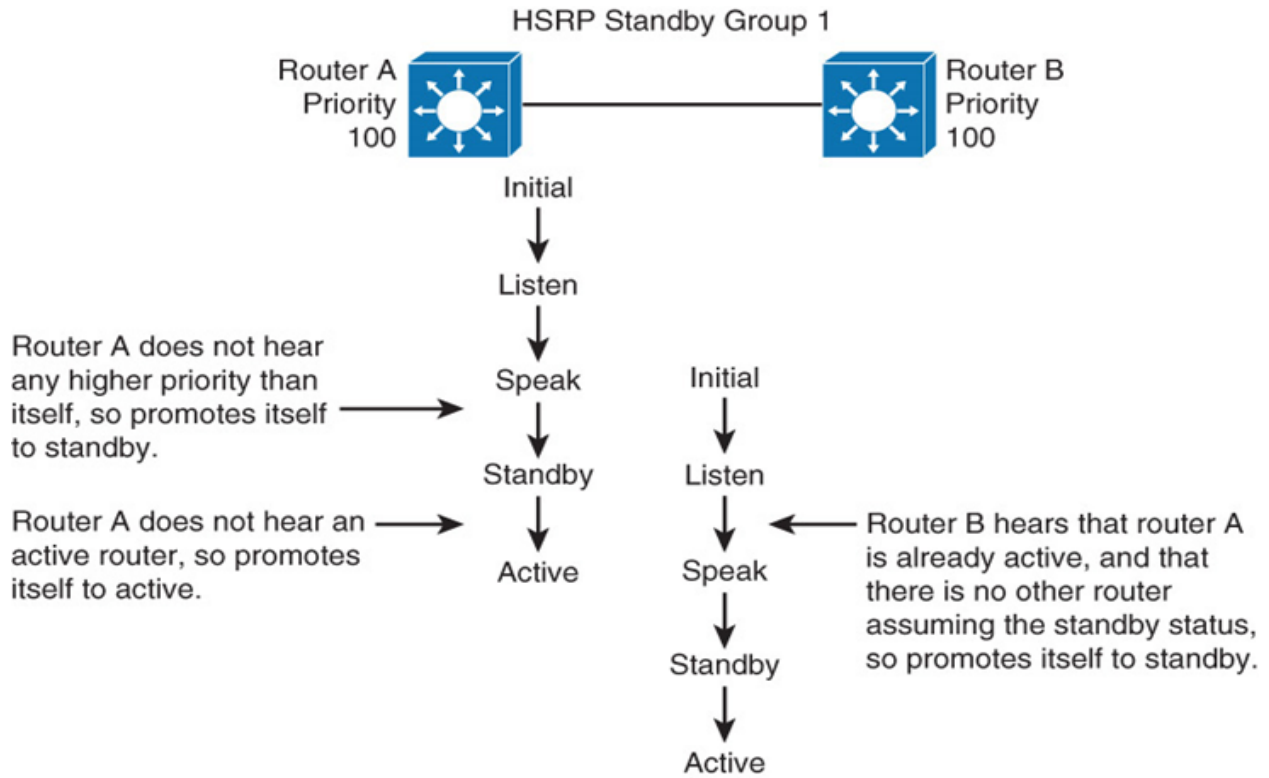 HSRP Standby Group 1
Router A
Priority
100
Router B
Priority
100
Initial
Listen
Router A does not hear
any higher priority than
itself, so promotes itself
to standby.
Speak
Standby
Router A does not hear an
active router, so promotes
itself to active.
Active
Initial
Listen
Router B hears that router A
is already active, and that
there is no other router
assuming the standby status,
so promotes itself to standby.
Speak
Standby
Active